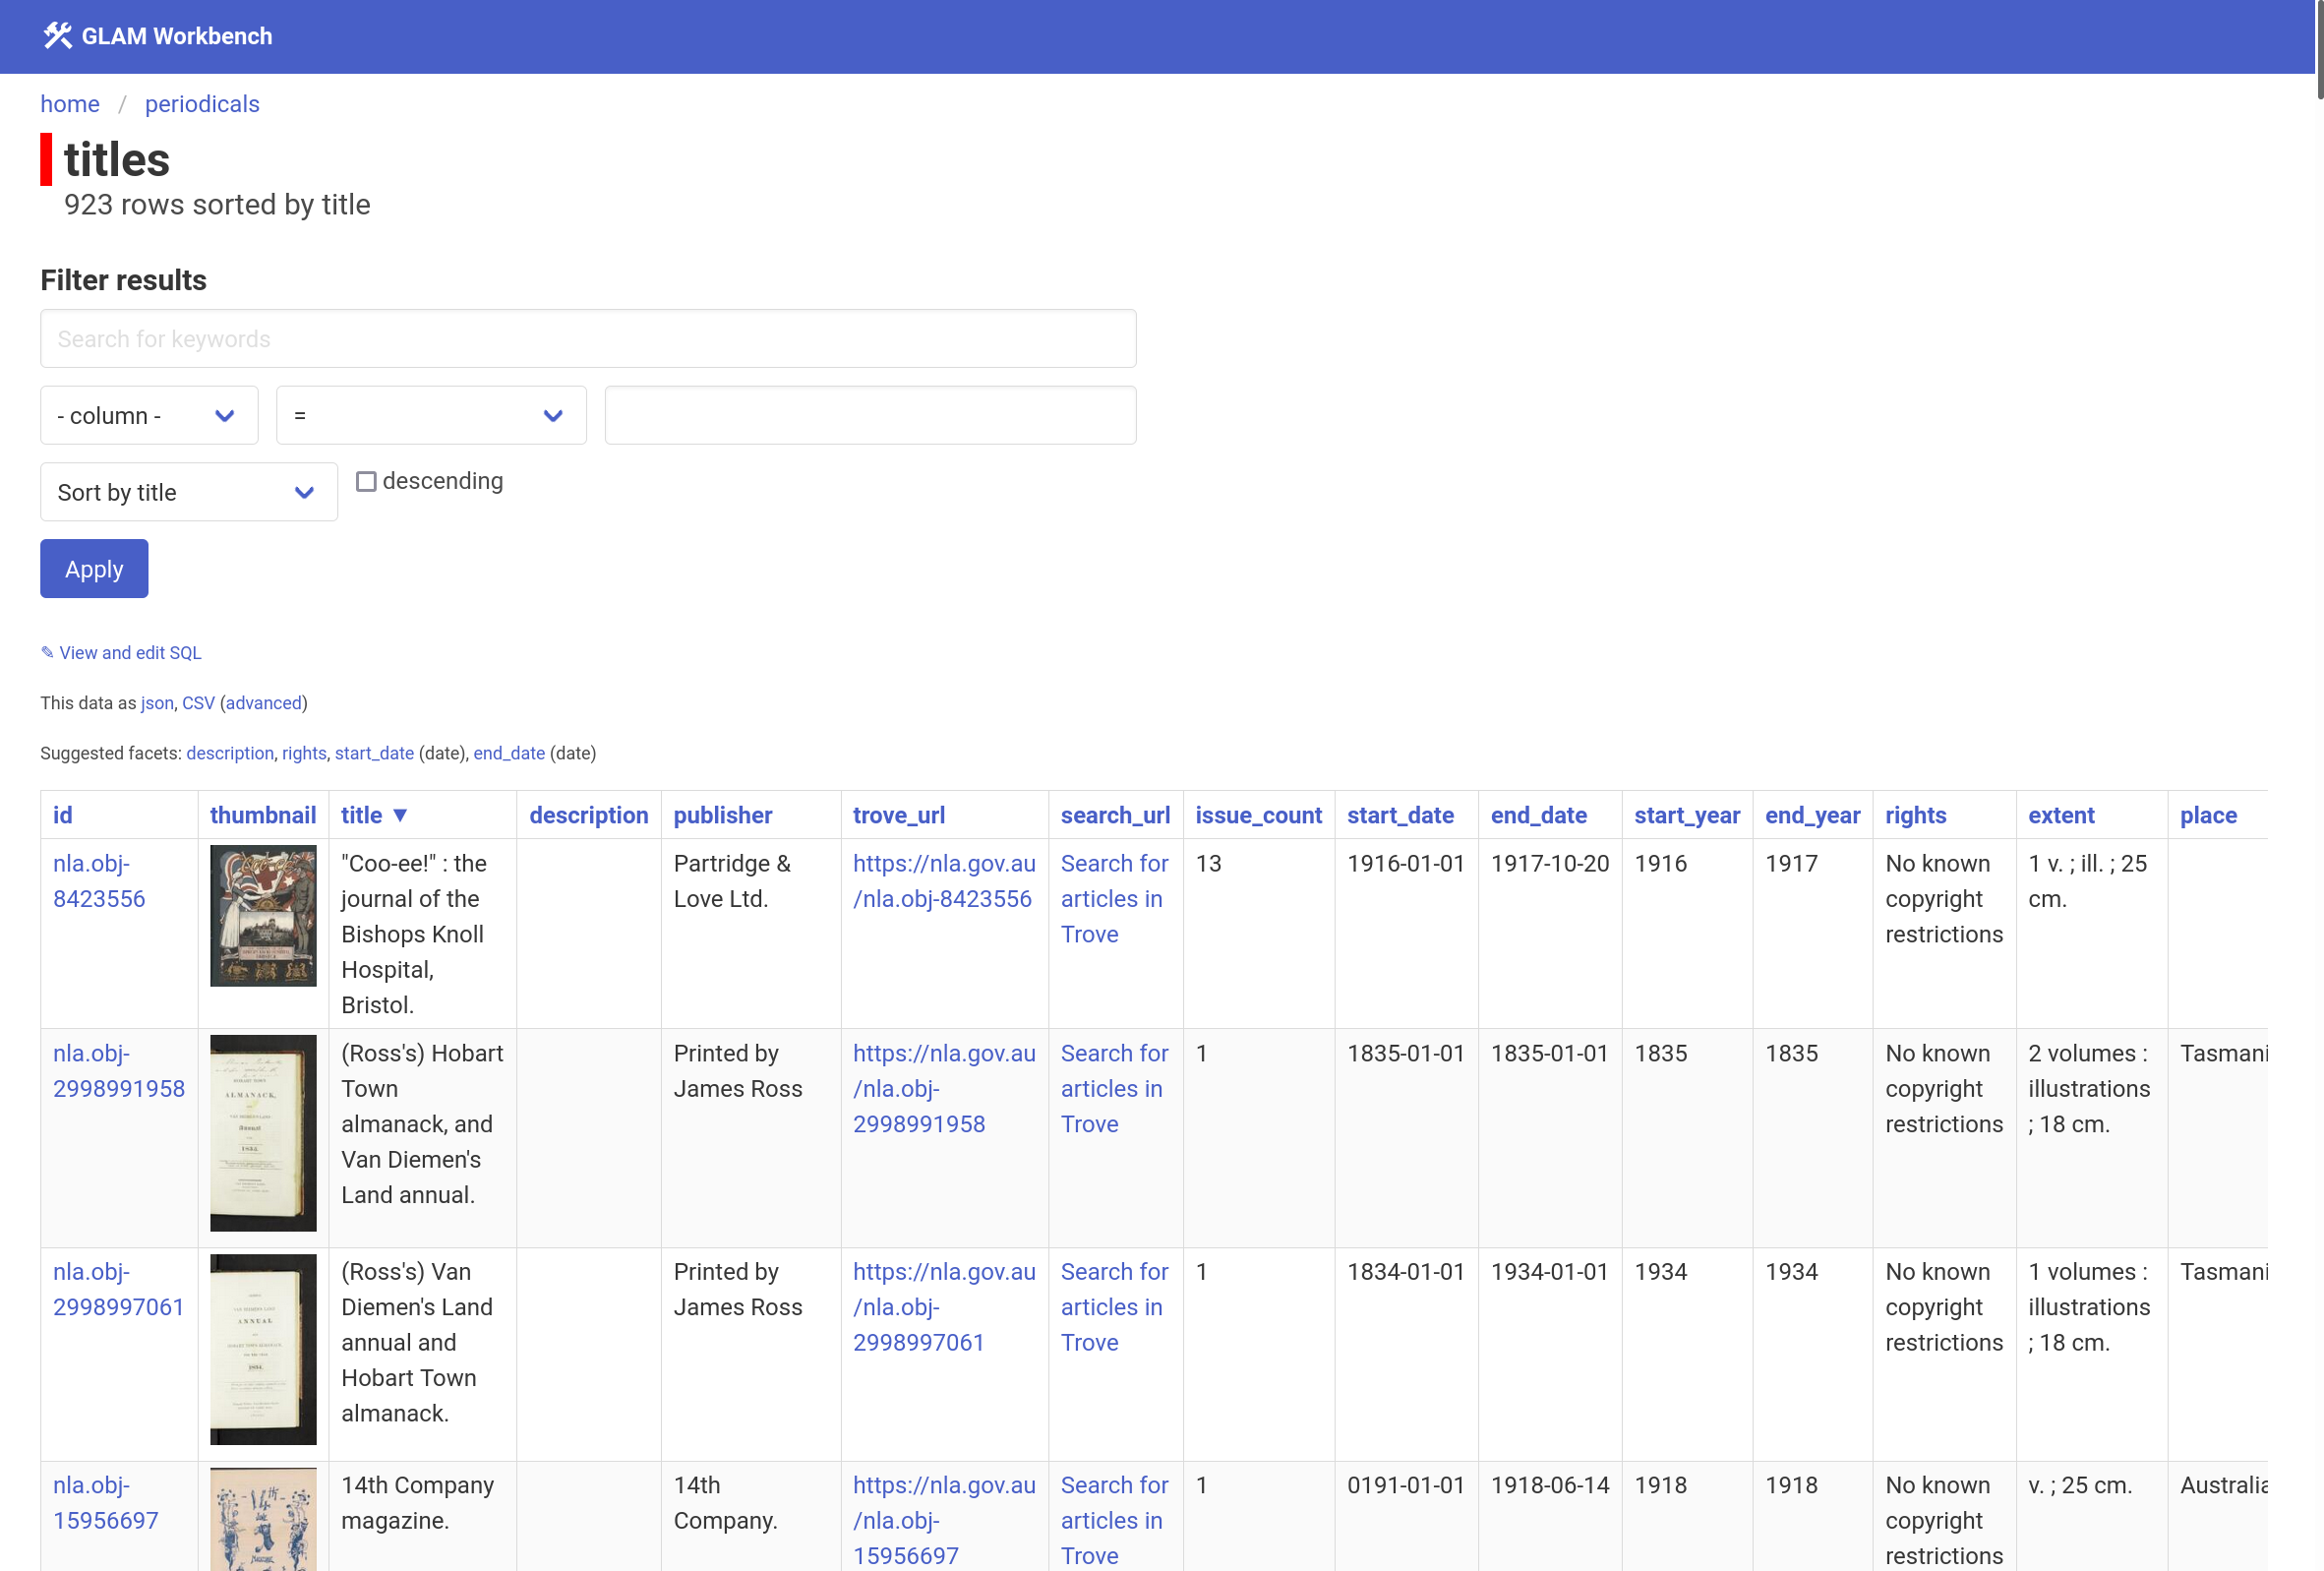 GLAM Workbench
home / periodicals
titles
923 rows sorted by title
Filter results
Search for keywords
- column -
=
Sort by title
descending
Apply
✎ View and edit SQL
This data as json, CSV (advanced)
Suggested facets: description, rights, start_date (date), end_date (date)
id thumbnail title ▼ description publisher trove_url search_url issue_count start_date end_date start_year end_year rights extent place
nla.obj- "Coo-ee!" : the Partridge & https://nla.gov.au Search for 13 1916-01-01 1917-10-20 1916 1917 No known 1 v. ; ill. ; 25
8423556 journal of the Love Ltd. /nla.obj-8423556 articles in copyright cm.
Bishops Knoll Trove restrictions
Hospital,
Bristol.
nla.obj- (Ross's) Hobart Printed by https://nla.gov.au Search for 1 1835-01-01 1835-01-01 1835 1835 No known 2 volumes : Tasmani
2998991958 Town James Ross /nla.obj- articles in copyright illustrations
almanack, and 2998991958 Trove restrictions ; 18 cm.
Van Diemen's
Land annual.
ALMANACK,
1835.
nla.obj- (Ross's) Van Printed by https://nla.gov.au Search for 1 1834-01-01 1934-01-01 1934 1934 No known 1 volumes : Tasmani
2998997061 Diemen's Land James Ross /nla.obj- articles in copyright illustrations
annual and 2998997061 Trove restrictions ; 18 cm.
Hobart Town
almanack.
ANNUAL
1834.
nla.obj- 14th Company 14th https://nla.gov.au Search for 1 0191-01-01 1918-06-14 1918 1918 No known v. ; 25 cm. Australia
15956697 magazine. Company. /nla.obj- articles in copyright
15956697 Trove restrictions